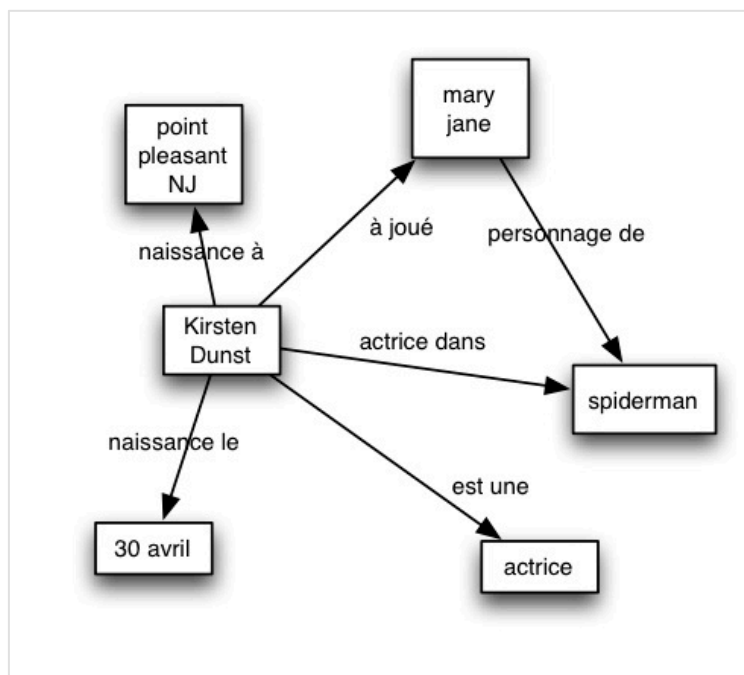 mary
jane
point
pleasant
NJ
à joué
personnage de
naissance à
Kirsten
Dunst
actrice dans
spiderman
naissance le
est une
30 avril
actrice